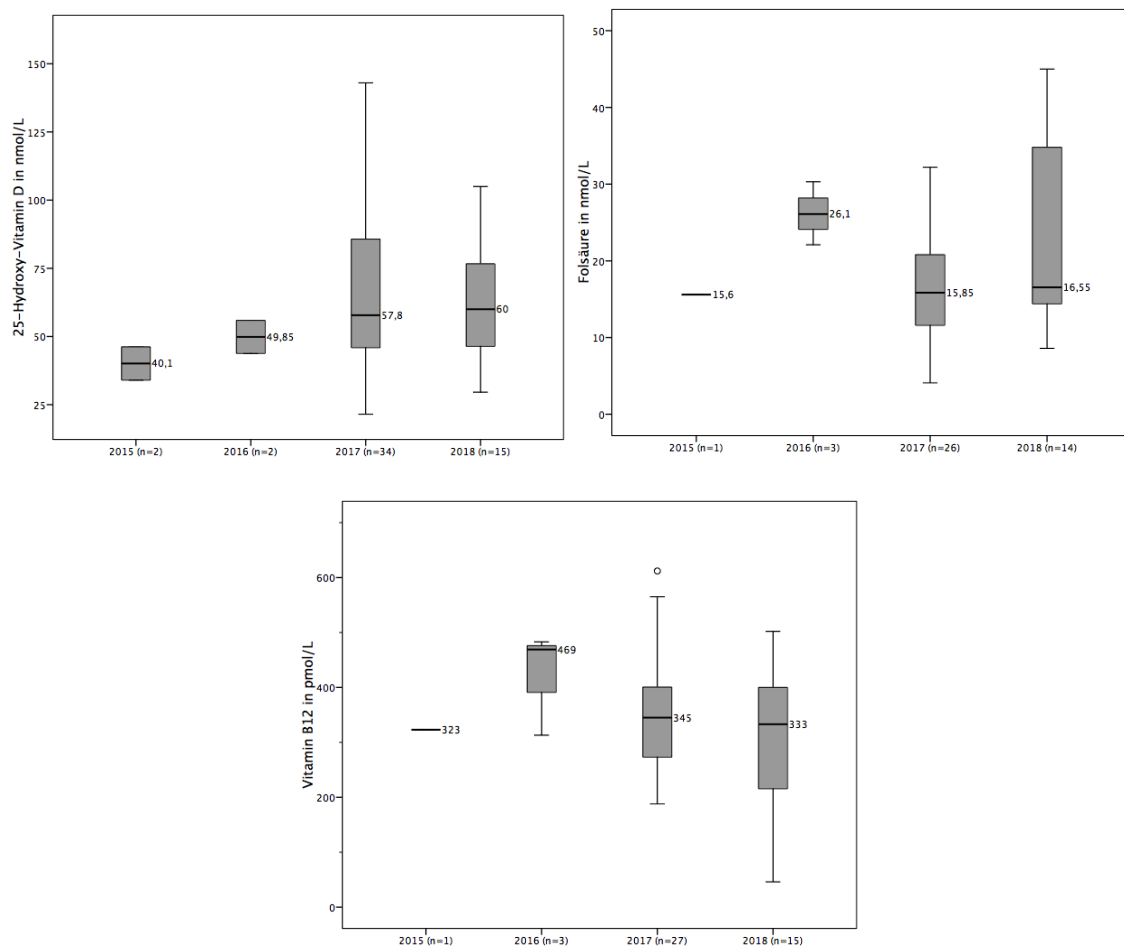 25-Hydroxy-Vitamin D in nmol/L
150
125
100
75
50
25
40,1
49,85
57,8
60
2015 (n=2)
2016 (n=2)
2017 (n=34)
2018 (n=15)
Folsäure in nmol/L
50
40
30
20
10
0
15,6
26,1
15,85
16,55
2015 (n=1)
2016 (n=3)
2017 (n=26)
2018 (n=14)
Vitamin B12 in pmol/L
600
400
200
0
323
469
345
333
2015 (n=1)
2016 (n=3)
2017 (n=27)
2018 (n=15)